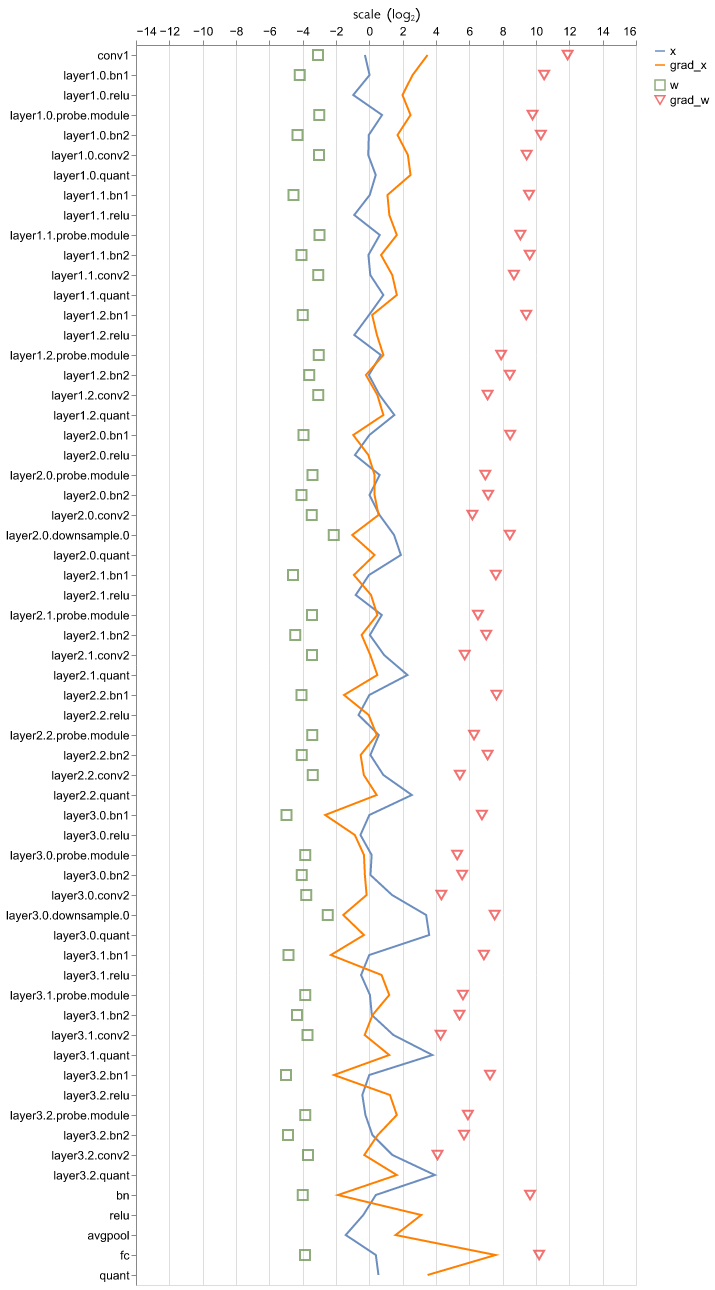 scale (log₂)
−14 −12 −10 −8 −6 −4 −2 0 2 4 6 8 10 12 14 16
x
grad_x
w
grad_w
conv1
layer1.0.bn1
layer1.0.relu
layer1.0.probe.module
layer1.0.bn2
layer1.0.conv2
layer1.0.quant
layer1.1.bn1
layer1.1.relu
layer1.1.probe.module
layer1.1.bn2
layer1.1.conv2
layer1.1.quant
layer1.2.bn1
layer1.2.relu
layer1.2.probe.module
layer1.2.bn2
layer1.2.conv2
layer1.2.quant
layer2.0.bn1
layer2.0.relu
layer2.0.probe.module
layer2.0.bn2
layer2.0.conv2
layer2.0.downsample.0
layer2.0.quant
layer2.1.bn1
layer2.1.relu
layer2.1.probe.module
layer2.1.bn2
layer2.1.conv2
layer2.1.quant
layer2.2.bn1
layer2.2.relu
layer2.2.probe.module
layer2.2.bn2
layer2.2.conv2
layer2.2.quant
layer3.0.bn1
layer3.0.relu
layer3.0.probe.module
layer3.0.bn2
layer3.0.conv2
layer3.0.downsample.0
layer3.0.quant
layer3.1.bn1
layer3.1.relu
layer3.1.probe.module
layer3.1.bn2
layer3.1.conv2
layer3.1.quant
layer3.2.bn1
layer3.2.relu
layer3.2.probe.module
layer3.2.bn2
layer3.2.conv2
layer3.2.quant
bn
relu
avgpool
fc
quant